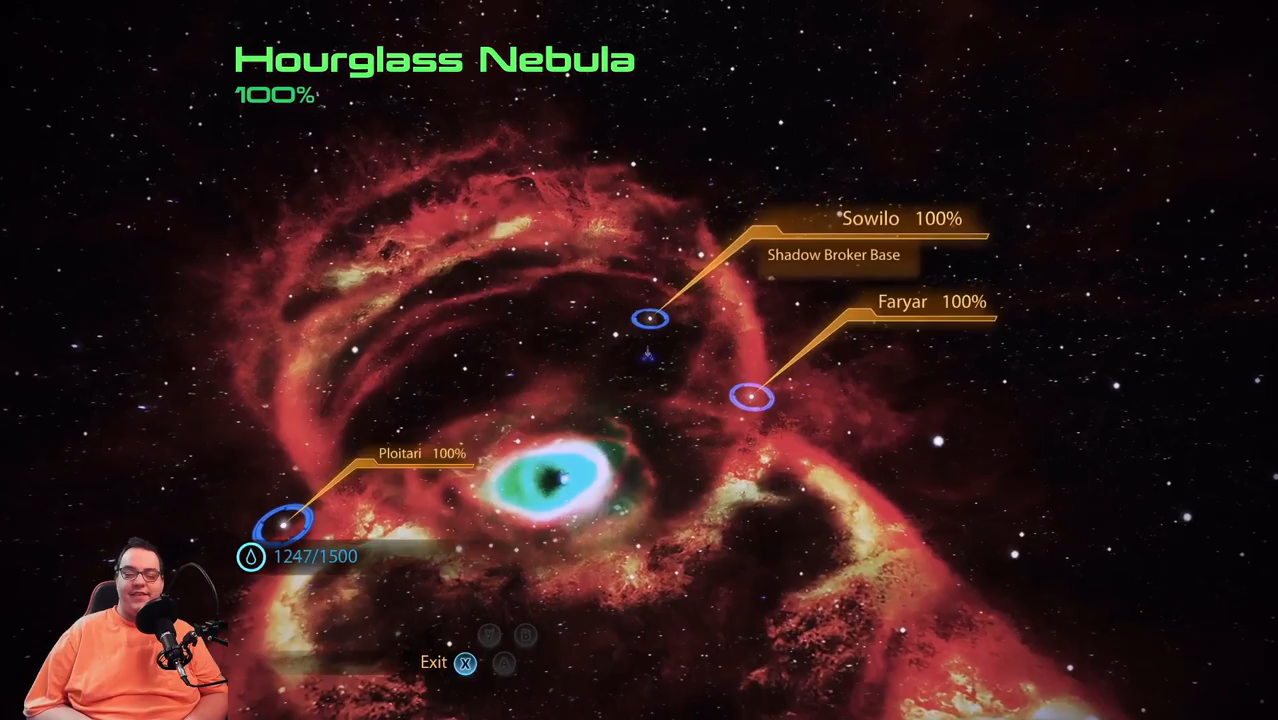 Hourglass Nebula
100%
Sowilo 100%
Shadow Broker Base
Faryar 100%
Ploitari 100%
1247/1500
Y B
Exit X A